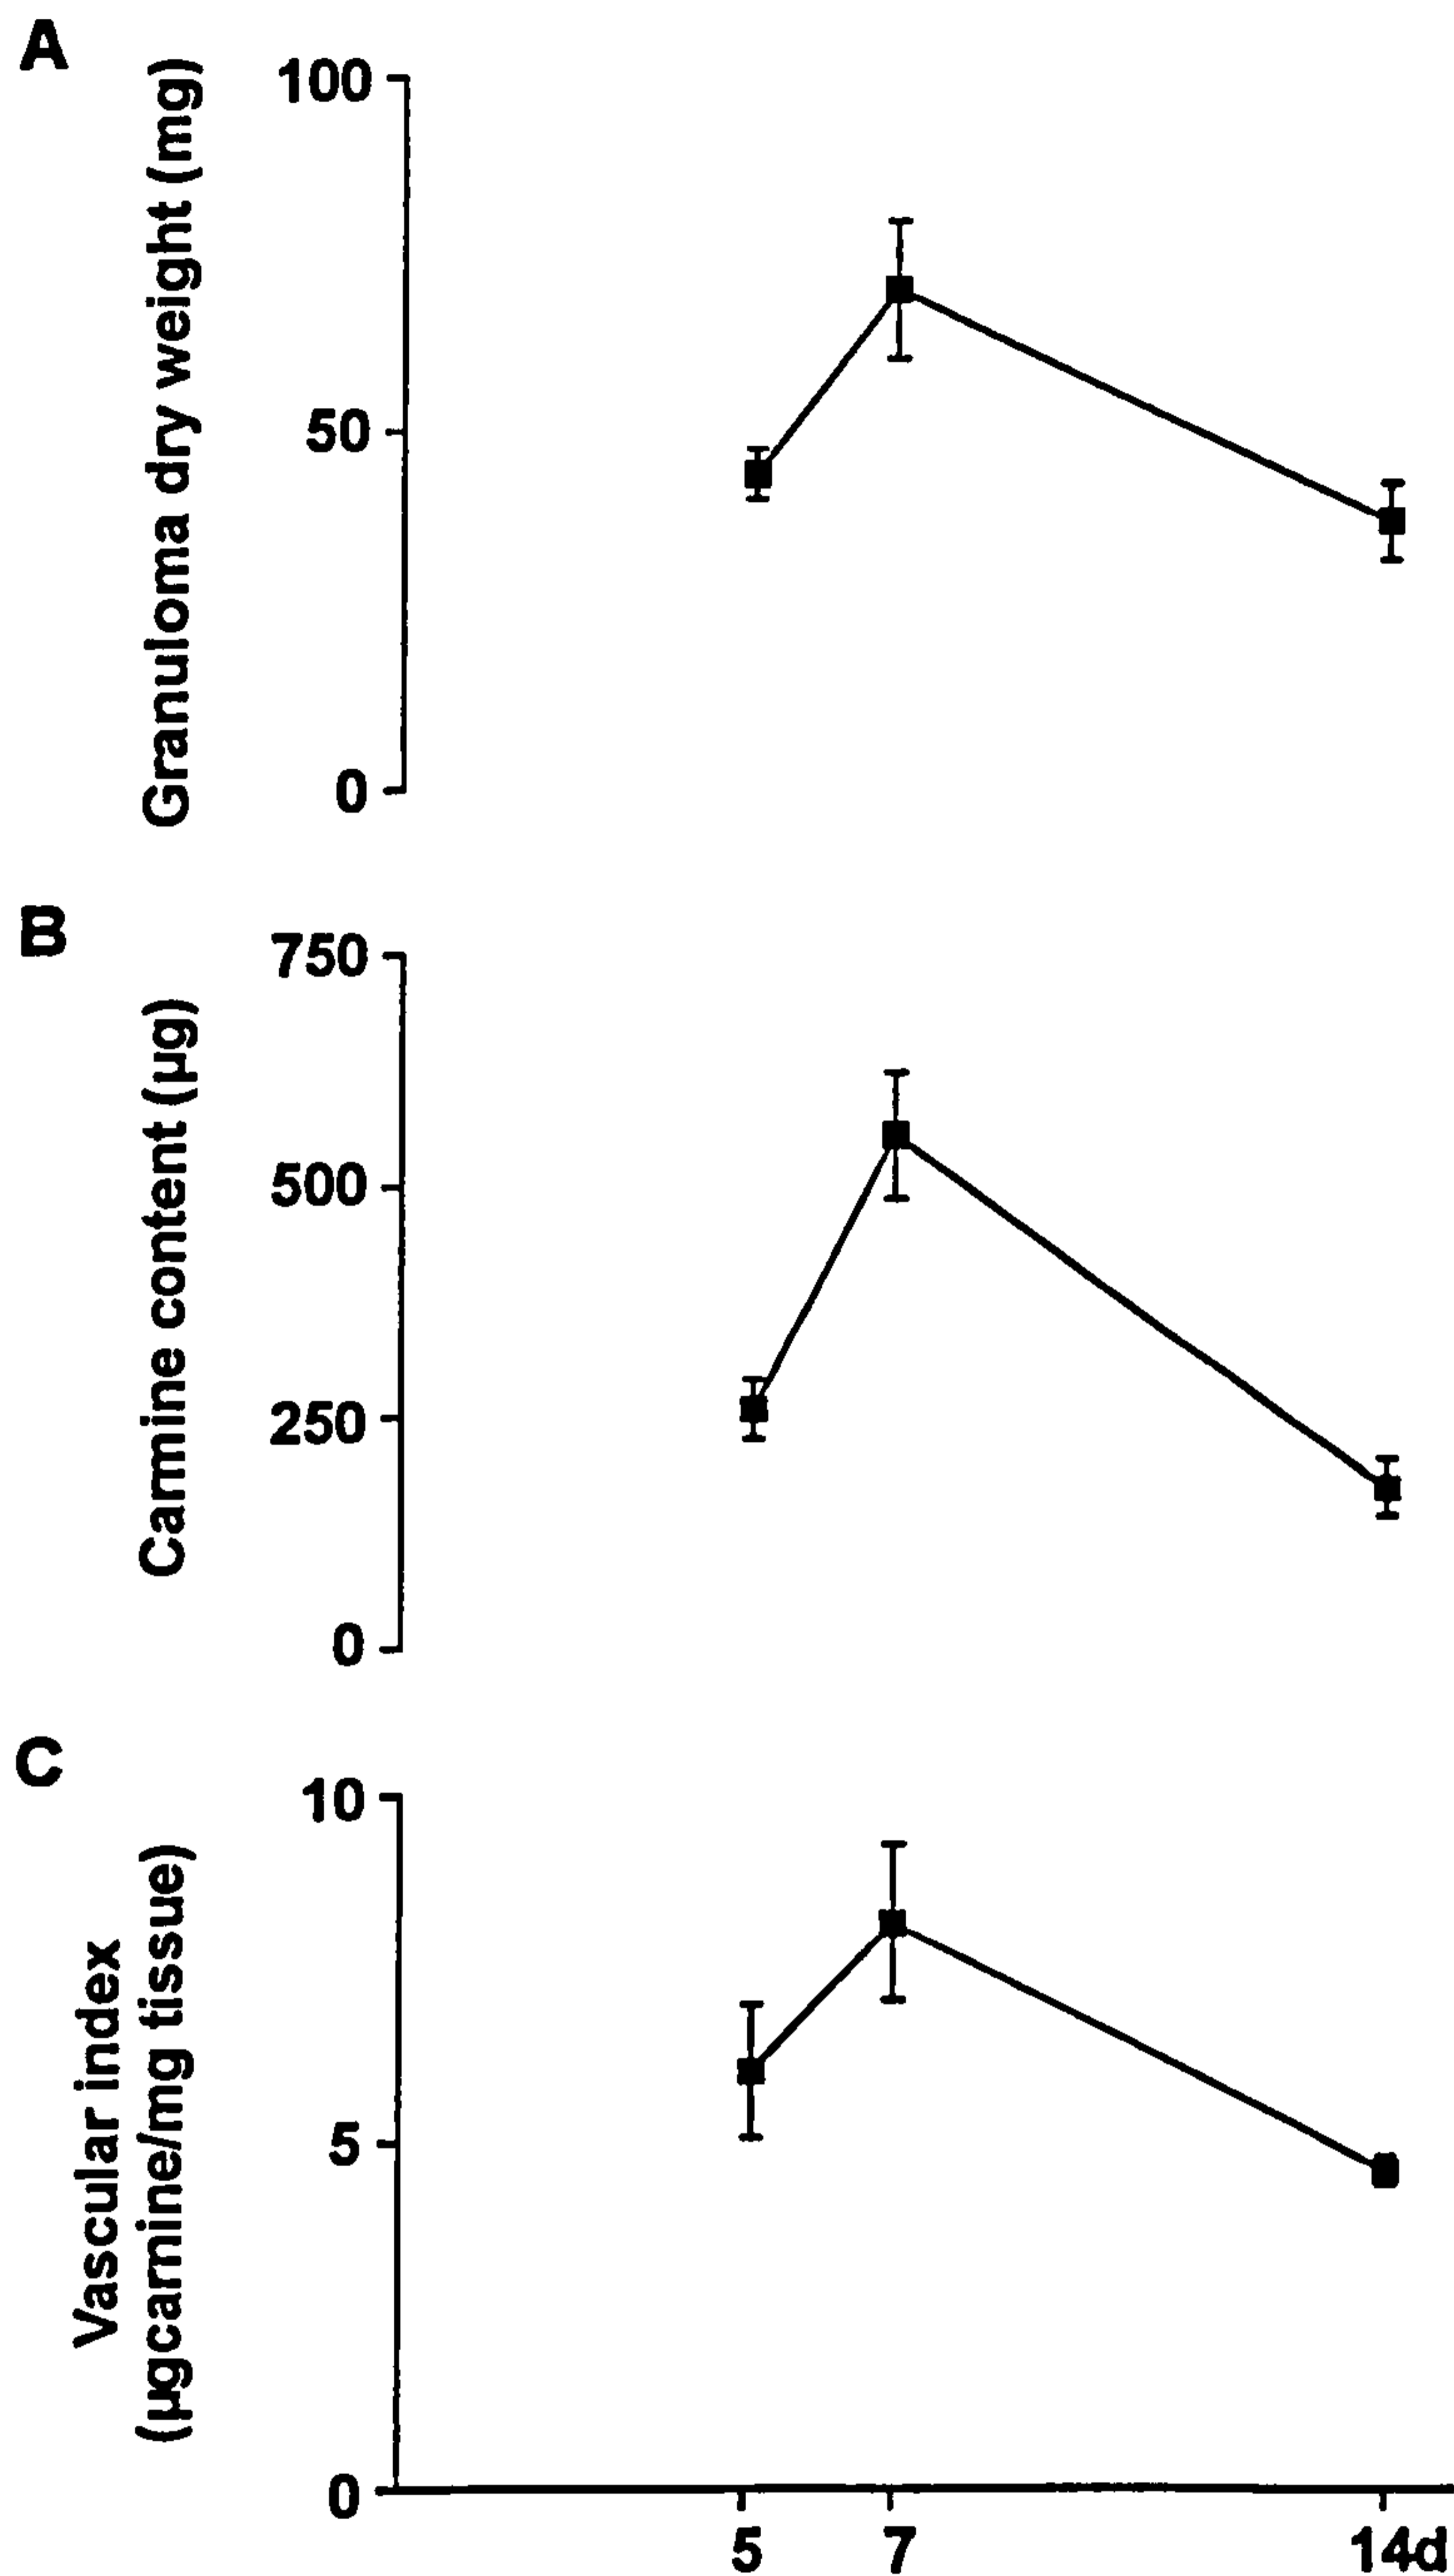 A
Granuloma dry weight (mg)
100
50
0
B
Carmine content (µg)
750
500
250
0
C
Vascular index
(µgcarmine/mg tissue)
10
5
0
5 7 14d